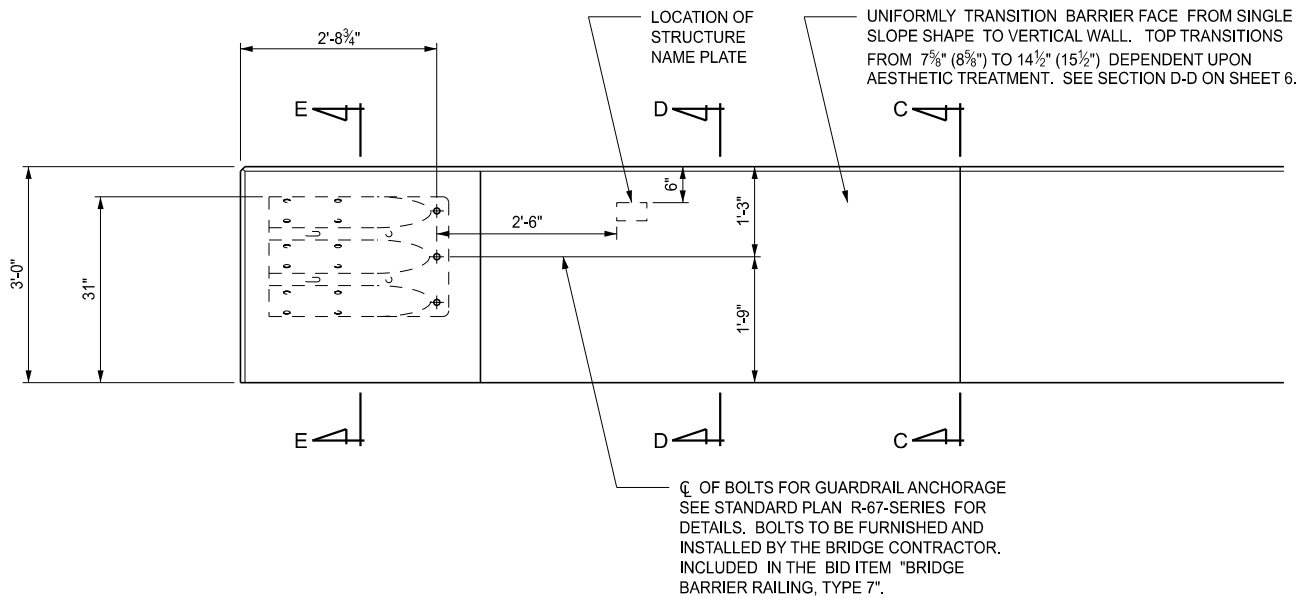 LOCATION OF
STRUCTURE
NAME PLATE
UNIFORMLY TRANSITION BARRIER FACE FROM SINGLE
SLOPE SHAPE TO VERTICAL WALL. TOP TRANSITIONS
FROM 7⅝" (8⅝") TO 14½" (15½") DEPENDENT UPON
AESTHETIC TREATMENT. SEE SECTION D-D ON SHEET 6.
2'-8¾"
E
D
C
6"
1'-3"
2'-6"
3'-0"
31"
1'-9"
E
D
C
℄ OF BOLTS FOR GUARDRAIL ANCHORAGE
SEE STANDARD PLAN R-67-SERIES FOR
DETAILS. BOLTS TO BE FURNISHED AND
INSTALLED BY THE BRIDGE CONTRACTOR.
INCLUDED IN THE BID ITEM "BRIDGE
BARRIER RAILING, TYPE 7".